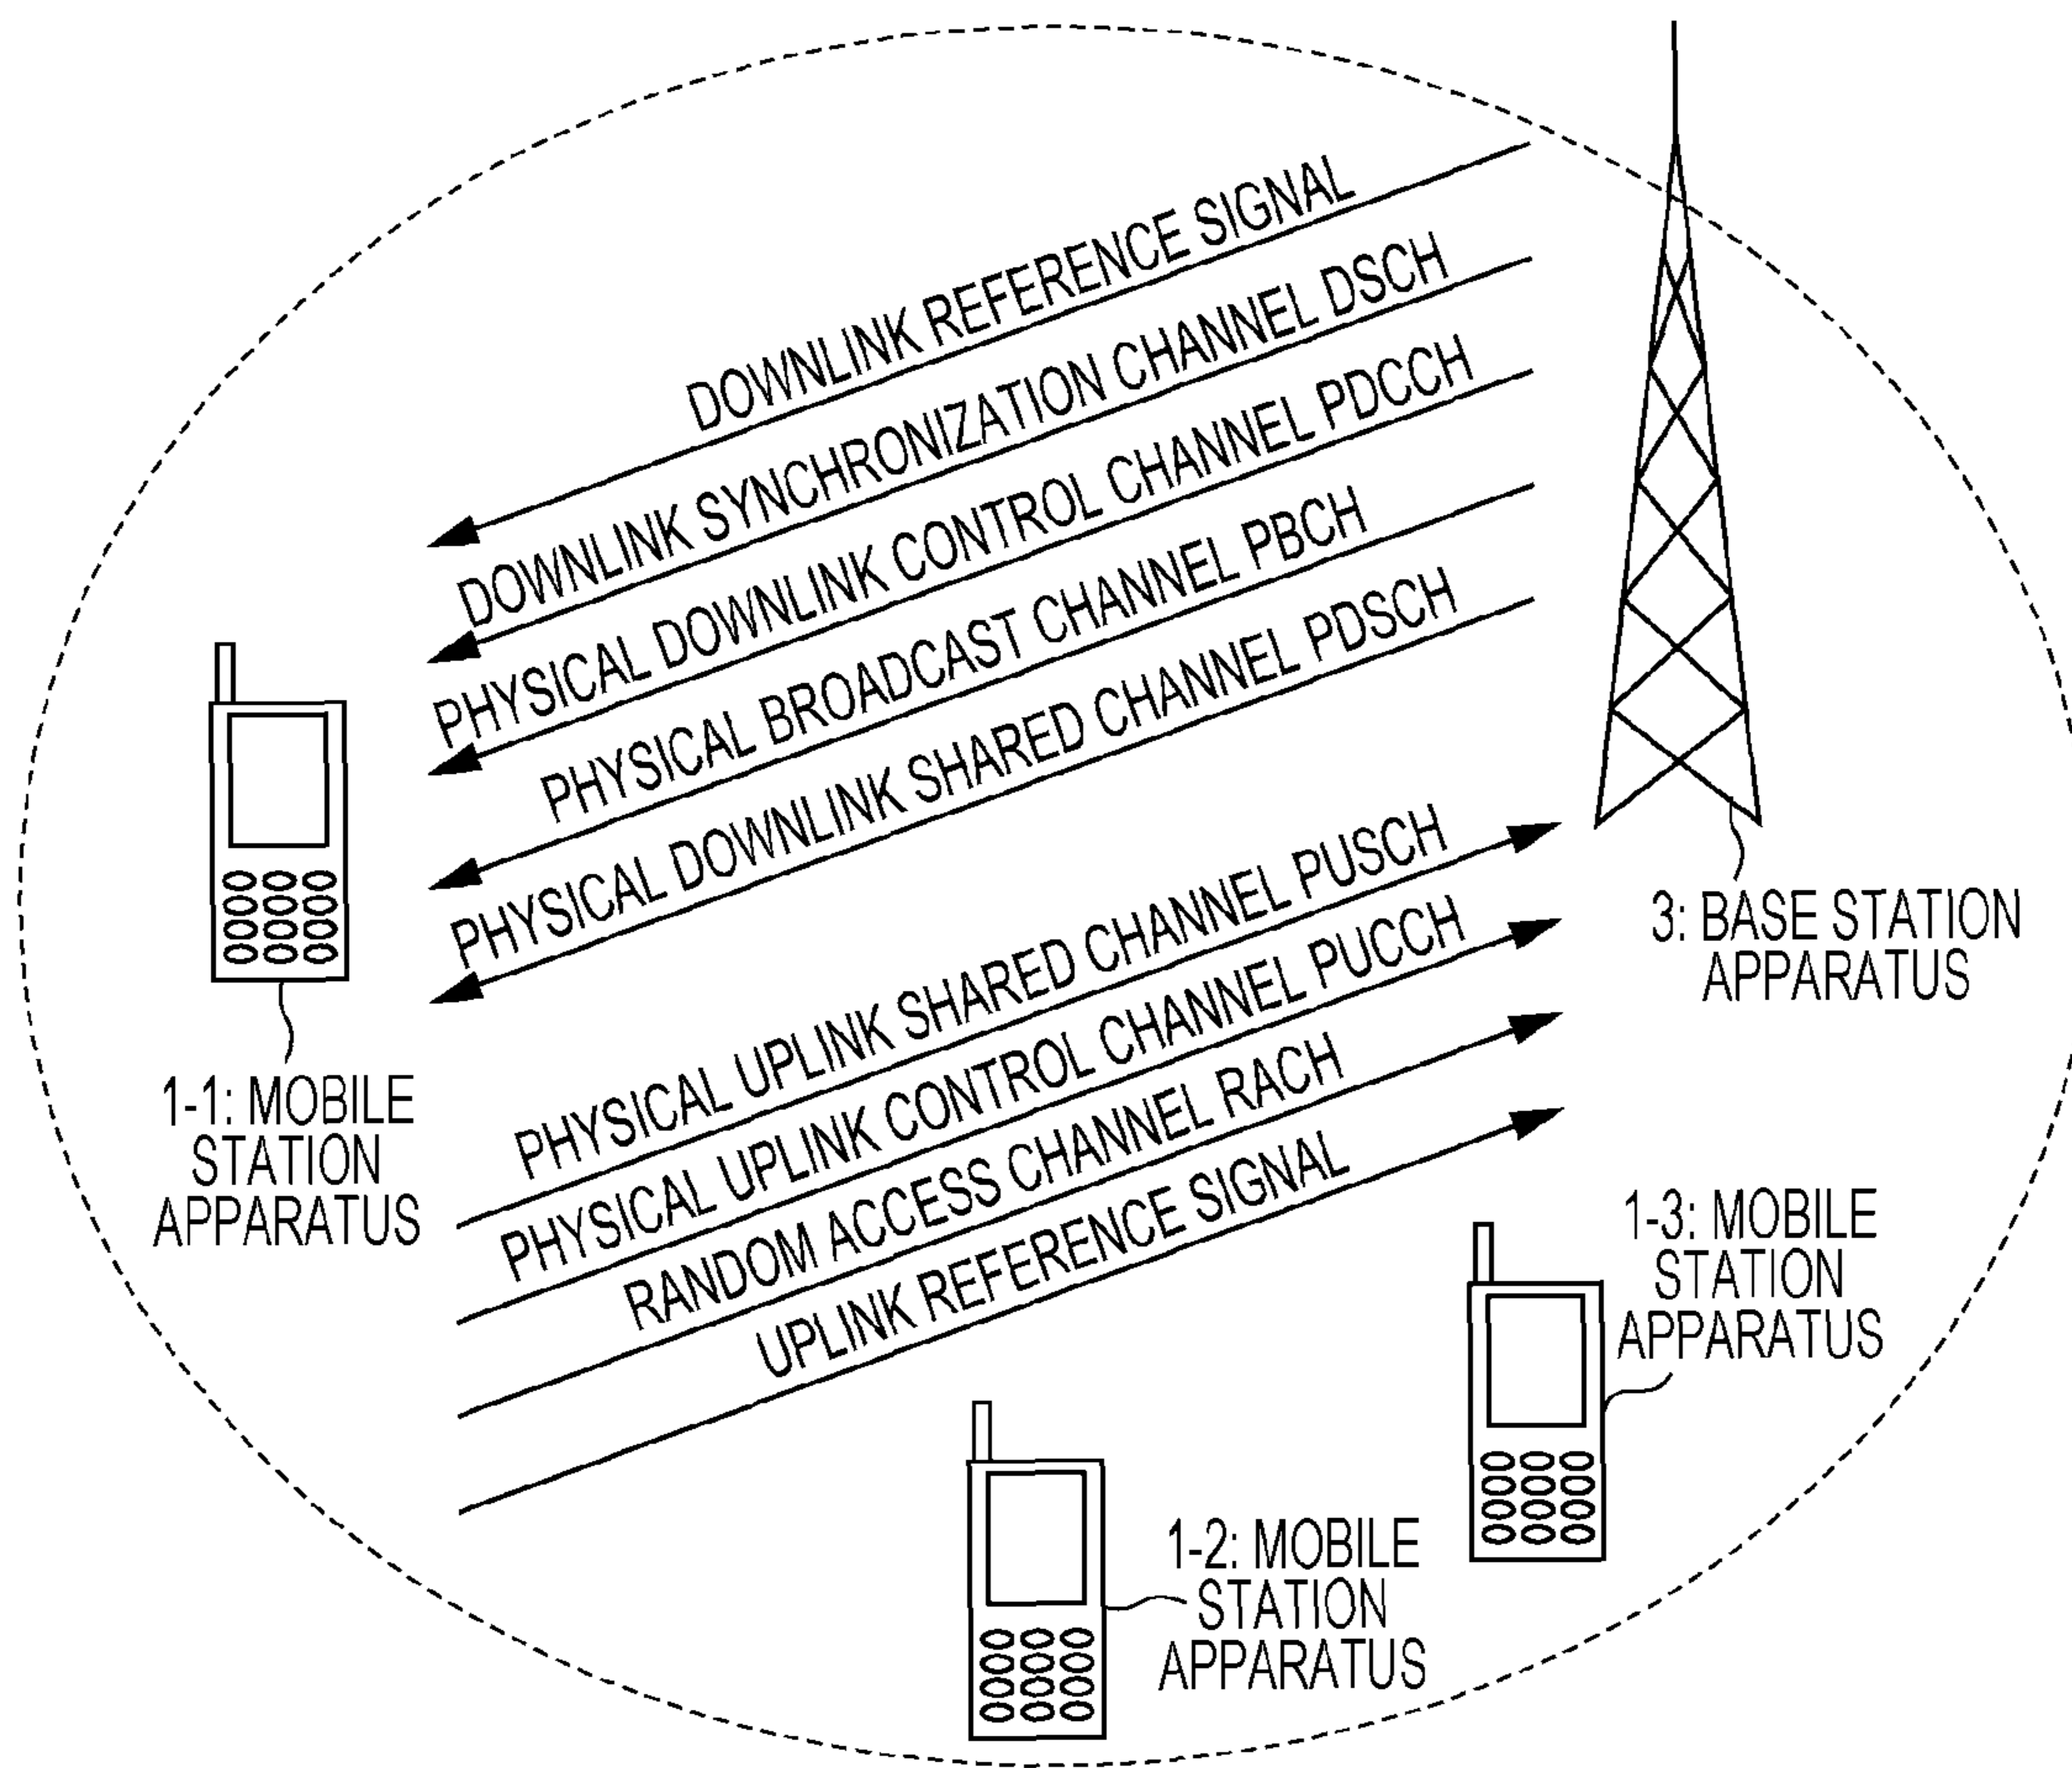 DOWNLINK REFERENCE SIGNAL
DOWNLINK SYNCHRONIZATION CHANNEL DSCH
PHYSICAL DOWNLINK CONTROL CHANNEL PDCCH
PHYSICAL BROADCAST CHANNEL PBCH
PHYSICAL DOWNLINK SHARED CHANNEL PDSCH
PHYSICAL UPLINK SHARED CHANNEL PUSCH
PHYSICAL UPLINK CONTROL CHANNEL PUCCH
RANDOM ACCESS CHANNEL RACH
UPLINK REFERENCE SIGNAL
3: BASE STATION
APPARATUS
1-1: MOBILE
STATION
APPARATUS
1-3: MOBILE
STATION
APPARATUS
1-2: MOBILE
STATION
APPARATUS